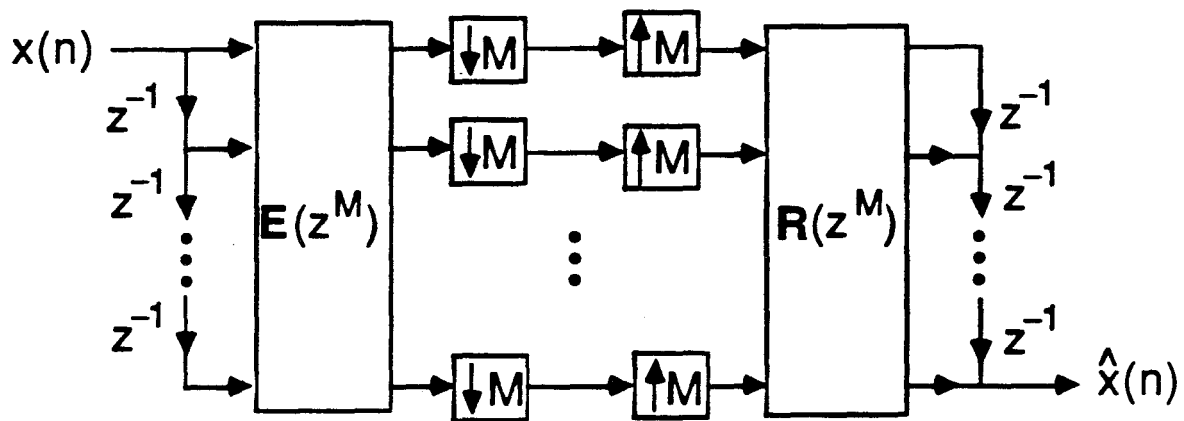 x(n)
z⁻¹
z⁻¹
z⁻¹
E(z^M)
↓M
↑M
↓M
↑M
↓M
↑M
R(z^M)
z⁻¹
z⁻¹
z⁻¹
x̂(n)